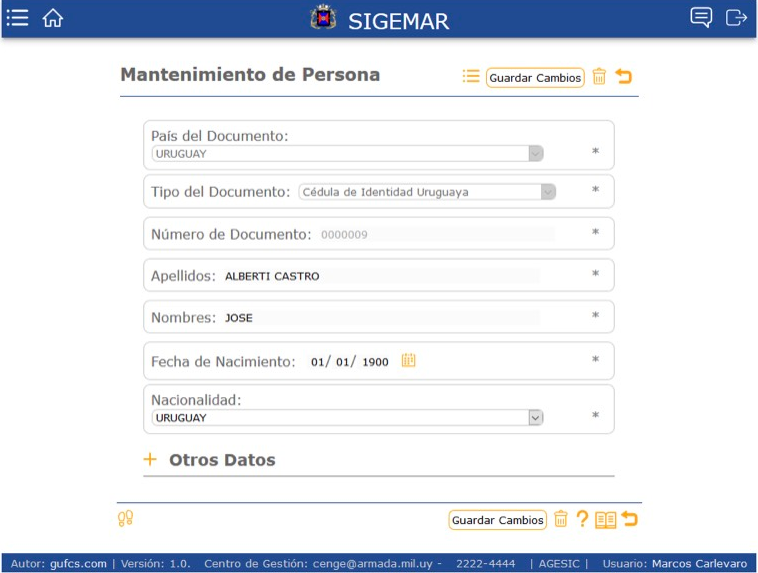 SIGEMAR
Mantenimiento de Persona
Guardar Cambios
País del Documento:
URUGUAY
*
Tipo del Documento: Cédula de Identidad Uruguaya *
Número de Documento: 0000009 *
Apellidos: ALBERTI CASTRO *
Nombres: JOSE *
Fecha de Nacimiento: 01/ 01/ 1900 *
Nacionalidad:
URUGUAY
*
+ Otros Datos
Guardar Cambios ?
Autor: gufcs.com | Versión: 1.0. Centro de Gestión: cenge@armada.mil.uy - 2222-4444 | AGESIC | Usuario: Marcos Carlevaro